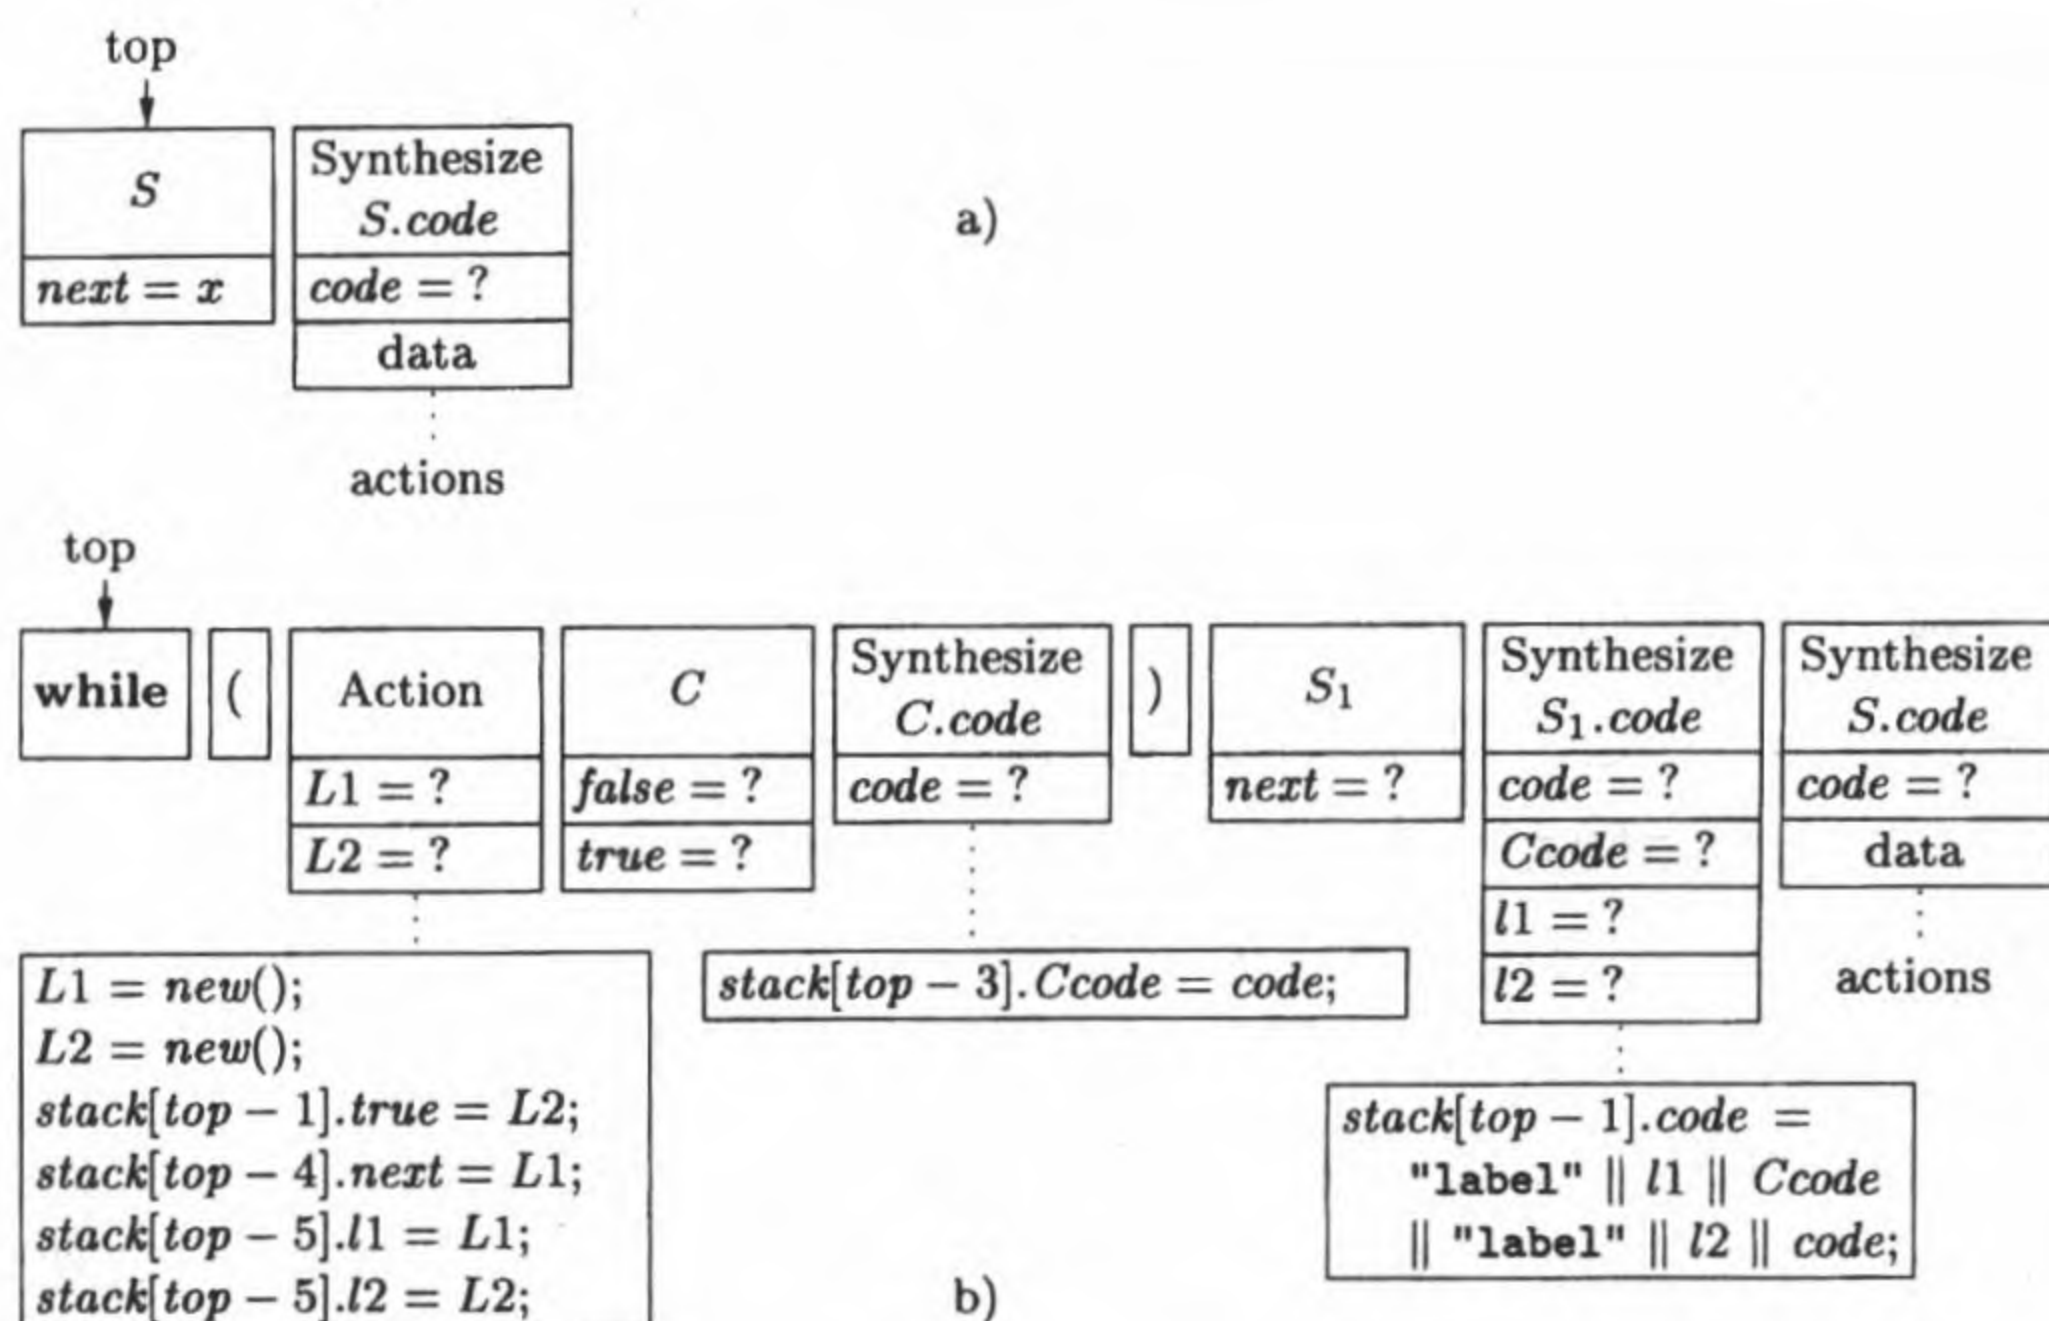 top
S
next = x
Synthesize
S.code
code = ?
data
actions
a)
top
while
(
Action
L1 = ?
L2 = ?
C
false = ?
true = ?
Synthesize
C.code
code = ?
)
S1
next = ?
Synthesize
S1.code
code = ?
Ccode = ?
l1 = ?
l2 = ?
Synthesize
S.code
code = ?
data
actions
L1 = new();
L2 = new();
stack[top − 1].true = L2;
stack[top − 4].next = L1;
stack[top − 5].l1 = L1;
stack[top − 5].l2 = L2;
stack[top − 3].Ccode = code;
stack[top − 1].code =
"label" || l1 || Ccode
|| "label" || l2 || code;
b)